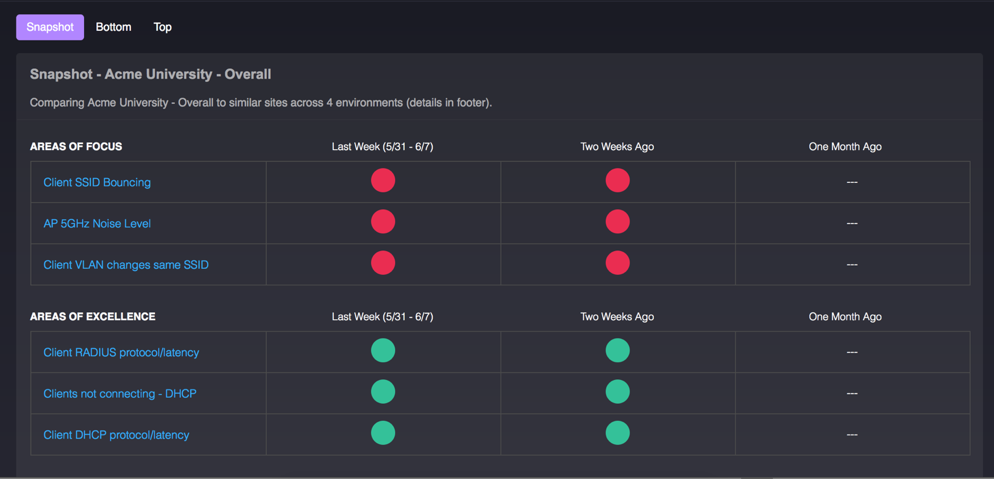 Snapshot Bottom Top
Snapshot - Acme University - Overall
Comparing Acme University - Overall to similar sites across 4 environments (details in footer).
AREAS OF FOCUS Last Week (5/31 - 6/7) Two Weeks Ago One Month Ago
Client SSID Bouncing ---
AP 5GHz Noise Level ---
Client VLAN changes same SSID ---
AREAS OF EXCELLENCE Last Week (5/31 - 6/7) Two Weeks Ago One Month Ago
Client RADIUS protocol/latency ---
Clients not connecting - DHCP ---
Client DHCP protocol/latency ---